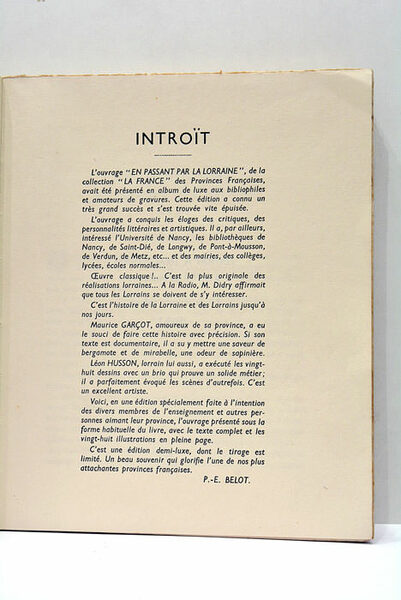 INTROÏT
L'ouvrage "EN PASSANT PAR LA LORRAINE", de la
collection "LA FRANCE" des Provinces Françaises,
avait été présenté en album de luxe aux bibliophiles
et amateurs de gravures. Cette édition a connu un
très grand succès et s'est trouvée vite épuisée.
L'ouvrage a conquis les éloges des critiques, des
personnalités littéraires et artistiques. Il a, par ailleurs,
intéressé l'Université de Nancy, les bibliothèques de
Nancy, de Saint-Dié, de Longwy, de Pont-à-Mousson,
de Verdun, de Metz, etc... et des mairies, des collèges,
lycées, écoles normales...
Œuvre classique!.. C'est la plus originale des
réalisations lorraines... A la Radio, M. Didry affirmait
que tous les Lorrains se doivent de s'y intéresser.
C'est l'histoire de la Lorraine et des Lorrains jusqu'à
nos jours.
Maurice GARÇOT, amoureux de sa province, a eu
le souci de faire cette histoire avec précision. Si son
texte est documentaire, il a su y mettre une saveur de
bergamote et de mirabelle, une odeur de sapinière.
Léon HUSSON, lorrain lui aussi, a exécuté les vingt-
huit dessins avec un brio qui prouve un solide métier;
il a parfaitement évoqué les scènes d'autrefois. C'est
un excellent artiste.
Voici, en une édition spécialement faite à l'intention
des divers membres de l'enseignement et autres per-
sonnes aimant leur province, l'ouvrage présenté sous la
forme habituelle du livre, avec le texte complet et les
vingt-huit illustrations en pleine page.
C'est une édition demi-luxe, dont le tirage est
limité. Un beau souvenir qui glorifie l'une de nos plus
attachantes provinces françaises.
P.-E. BELOT.